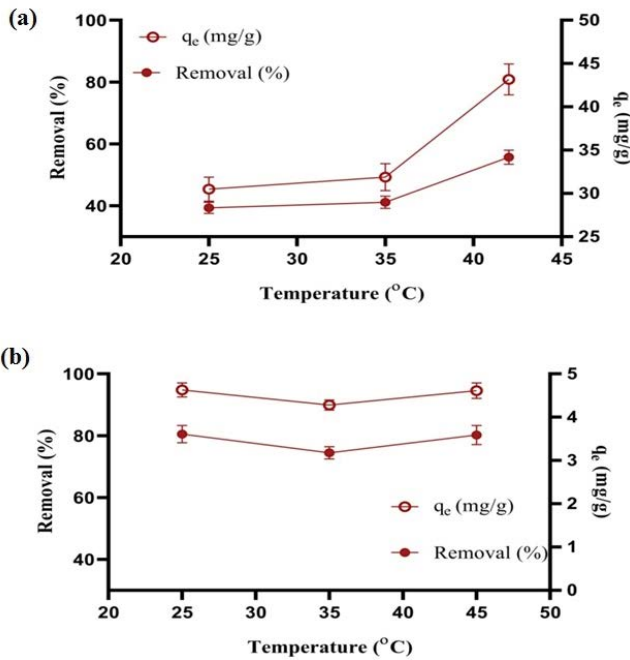 (a)
100
80
60
40
Removal (%)
qₑ (mg/g)
Removal (%)
50
45
40
35
30
25
qₑ (mg/g)
20 25 30 35 40 45
Temperature (°C)
(b)
100
80
60
40
Removal (%)
qₑ (mg/g)
Removal (%)
5
4
3
2
1
0
qₑ (mg/g)
20 25 30 35 40 45 50
Temperature (°C)